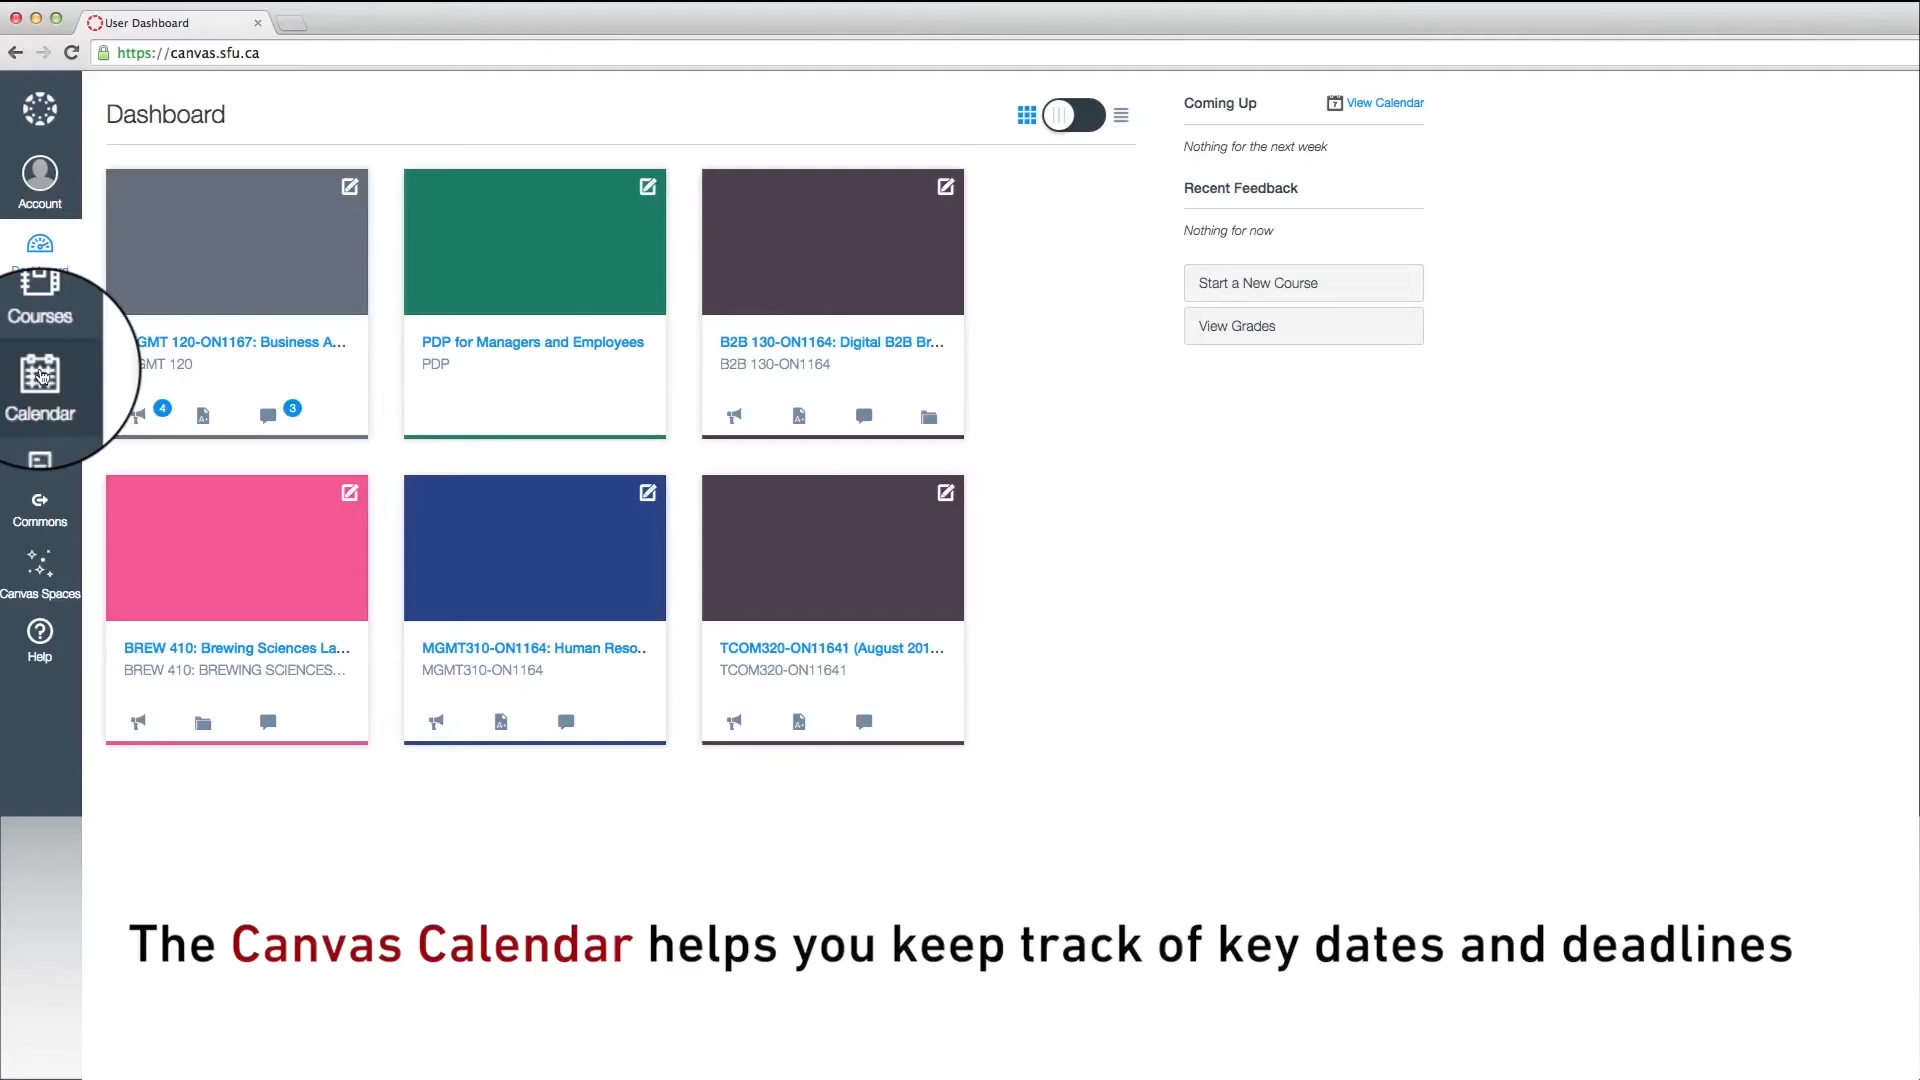 User Dashboard
https://canvas.sfu.ca
Account
Courses
Calendar
Commons
Canvas Spaces
Help
Dashboard
GMT 120-ON1167: Business A...
GMT 120
4
3
PDP for Managers and Employees
PDP
B2B 130-ON1164: Digital B2B Br...
B2B 130-ON1164
BREW 410: Brewing Sciences La...
BREW 410: BREWING SCIENCES...
MGMT310-ON1164: Human Reso..
MGMT310-ON1164
TCOM320-ON11641 (August 201...
TCOM320-ON11641
Coming Up
7 View Calendar
Nothing for the next week
Recent Feedback
Nothing for now
Start a New Course
View Grades
The Canvas Calendar helps you keep track of key dates and deadlines